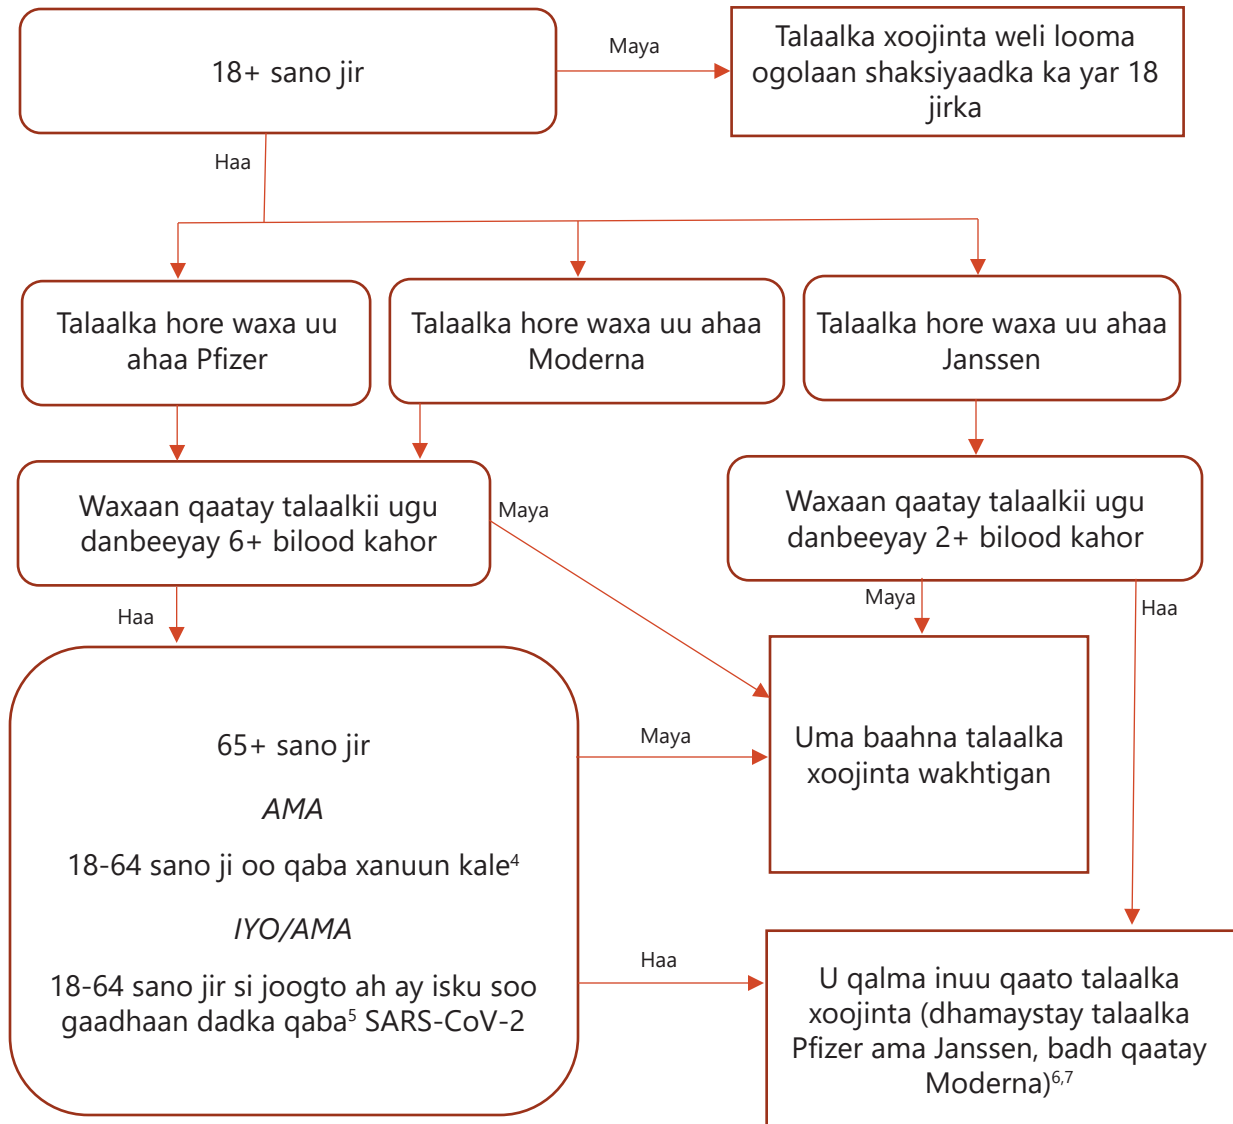 18+ sano jir
Maya
Talaalka xoojinta weli looma
ogolaan shaksiyaadka ka yar 18
jirka
Haa
Talaalka hore waxa uu
ahaa Pfizer
Talaalka hore waxa uu ahaa
Moderna
Talaalka hore waxa uu ahaa
Janssen
Waxaan qaatay talaalkii ugu
danbeeyay 6+ bilood kahor
Maya
Waxaan qaatay talaalkii ugu
danbeeyay 2+ bilood kahor
Haa
Maya
Haa
65+ sano jir
AMA
18-64 sano ji oo qaba xanuun kale⁴
IYO/AMA
18-64 sano jir si joogto ah ay isku soo
gaadhaan dadka qaba⁵ SARS-CoV-2
Maya
Uma baahna talaalka
xoojinta wakhtigan
Haa
U qalma inuu qaato talaalka
xoojinta (dhamaystay talaalka
Pfizer ama Janssen, badh qaatay
Moderna)⁶,⁷